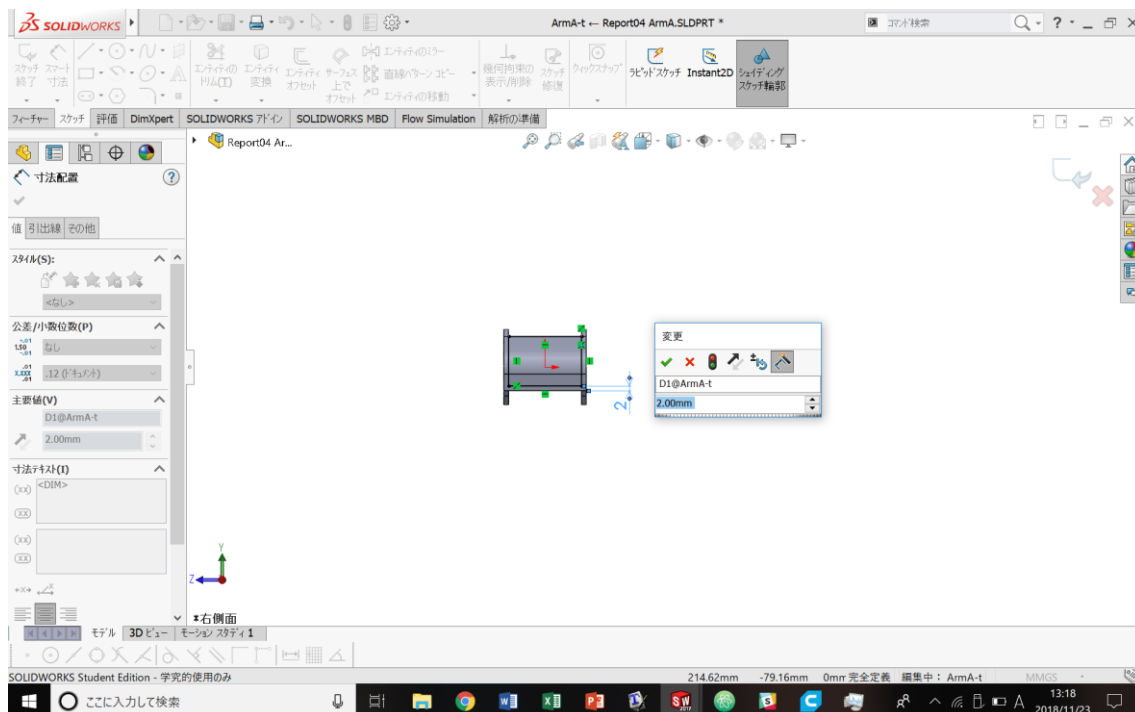 SOLIDWORKS
ArmA-t ← Report04 ArmA.SLDPRT *
コマンド検索
スケッチ終了
スマート寸法
エンティティのトリム(T)
エンティティ変換
エンティティオフセット
サーフェス上でオフセット
エンティティのミラー
直線パターン コピー
エンティティの移動
幾何拘束の表示/削除
スケッチ修復
クィックスナップ
ラピッドスケッチ
Instant2D
シェイディングスケッチ輪郭
フィーチャー スケッチ 評価 DimXpert SOLIDWORKS アドイン SOLIDWORKS MBD Flow Simulation 解析の準備
Report04 Ar...
寸法配置
値 引出線 その他
スタイル(S):
<なし>
公差/小数位数(P)
なし
.12 (ドキュメント)
主要値(V)
D1@ArmA-t
2.00mm
寸法テキスト(I)
<DIM>
2
変更
D1@ArmA-t
2.00mm
Y
Z
*右側面
モデル 3D ビュー モーション スタディ 1
SOLIDWORKS Student Edition - 学究的使用のみ
214.62mm -79.16mm 0mm 完全定義 編集中: ArmA-t MMGS
ここに入力して検索
13:18
2018/11/23